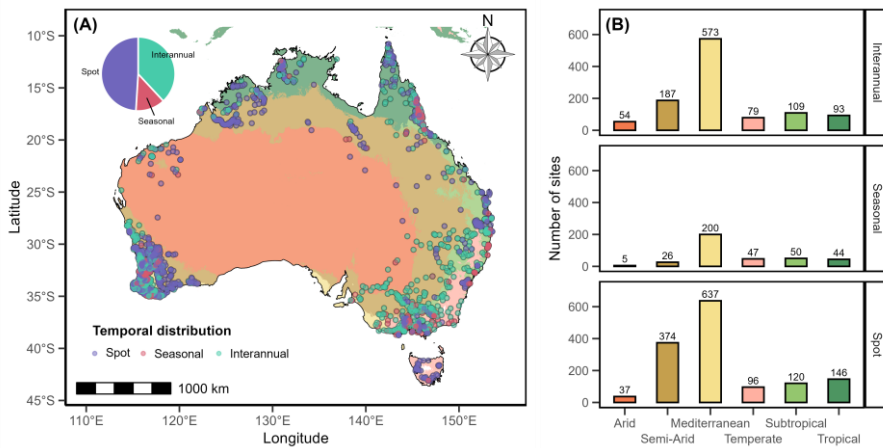 (A)
N
Spot
Interannual
Seasonal
10°S
15°S
20°S
25°S
30°S
35°S
40°S
45°S
Latitude
Temporal distribution
Spot Seasonal Interannual
1000 km
110°E 120°E 130°E 140°E 150°E
Longitude
(B)
Number of sites
600
400
200
0
54 187 573 79 109 93
Interannual
600
400
200
0
5 26 200 47 50 44
Seasonal
600
400
200
0
37 374 637 96 120 146
Spot
Arid Mediterranean Subtropical
Semi-Arid Temperate Tropical